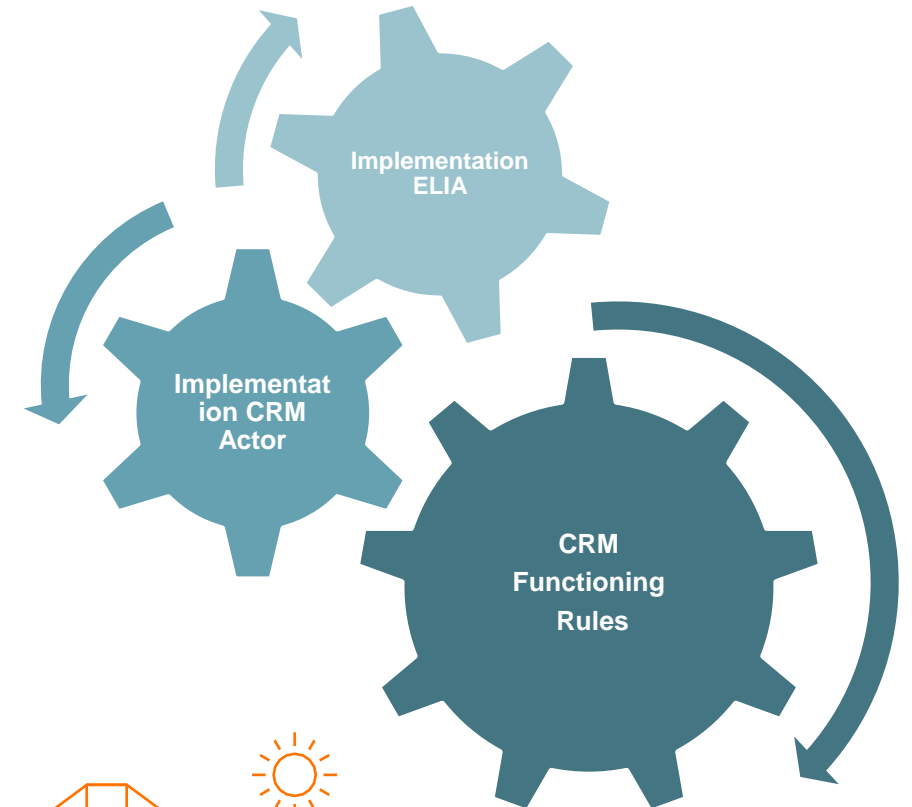 Implementation
ELIA
Implementat
ion CRM
Actor
CRM
Functioning
Rules